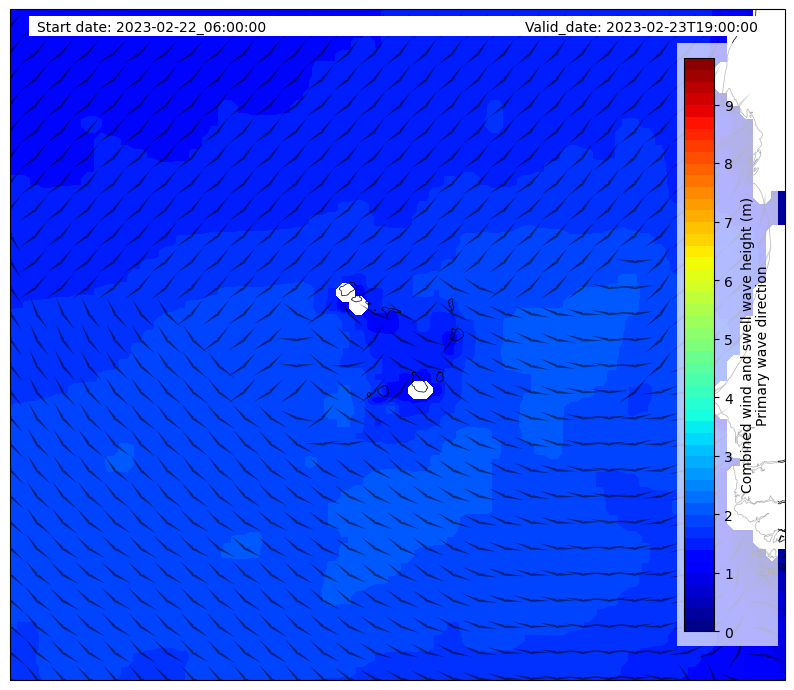 Start date: 2023-02-22_06:00:00
Valid_date: 2023-02-23T19:00:00
9
8
7
6
5
4
3
2
1
0
Combined wind and swell wave height (m)
Primary wave direction